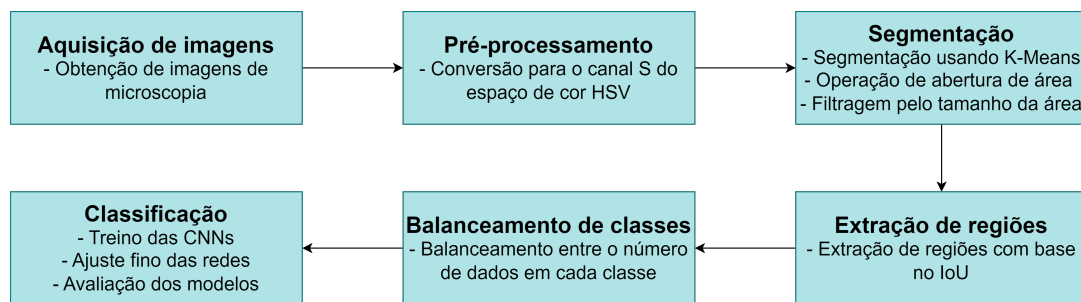 Aquisição de imagens
- Obtenção de imagens de
microscopia
Pré-processamento
- Conversão para o canal S do
espaço de cor HSV
Segmentação
- Segmentação usando K-Means
- Operação de abertura de área
- Filtragem pelo tamanho da área
Extração de regiões
- Extração de regiões com base
no IoU
Balanceamento de classes
- Balanceamento entre o número
de dados em cada classe
Classificação
- Treino das CNNs
- Ajuste fino das redes
- Avaliação dos modelos